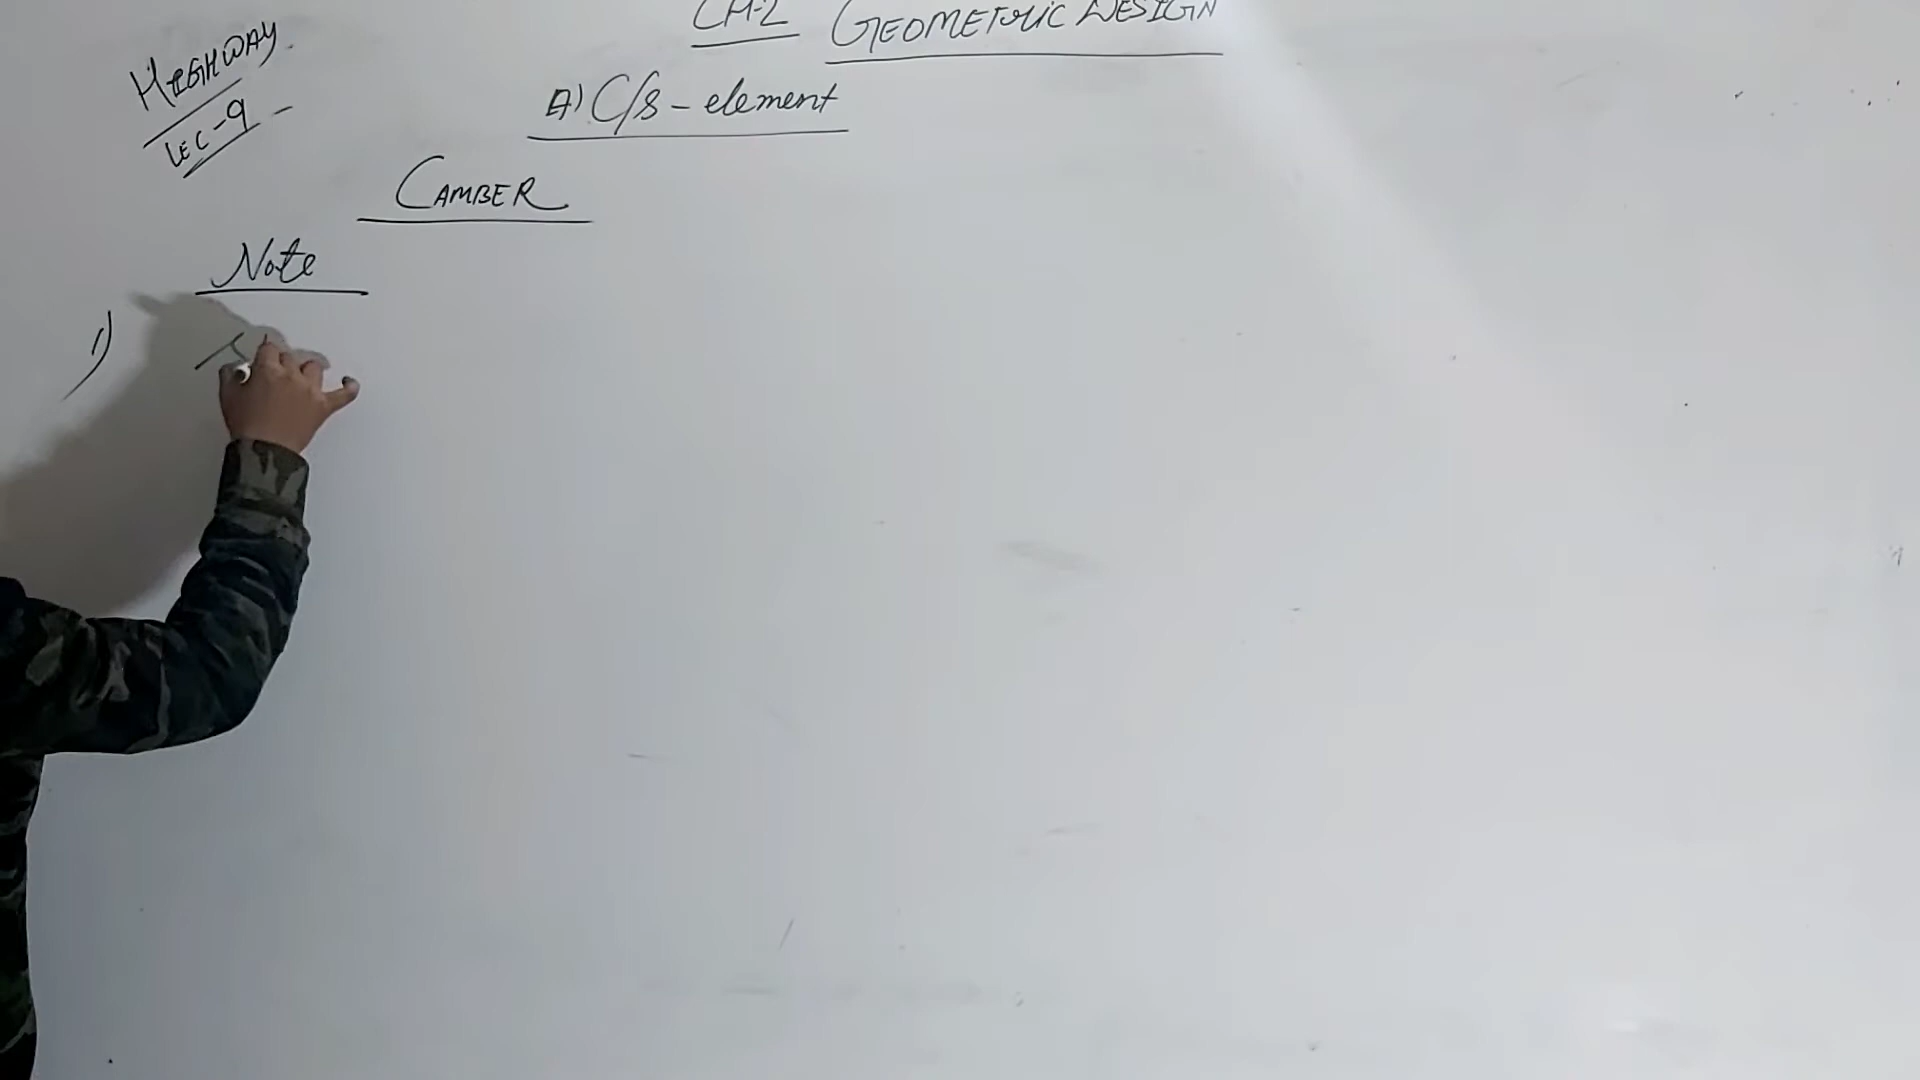 HIGHWAY
LEC-9
CH-2 GEOMETRIC DESIGN
A) C/s - element
CAMBER
Note
1)